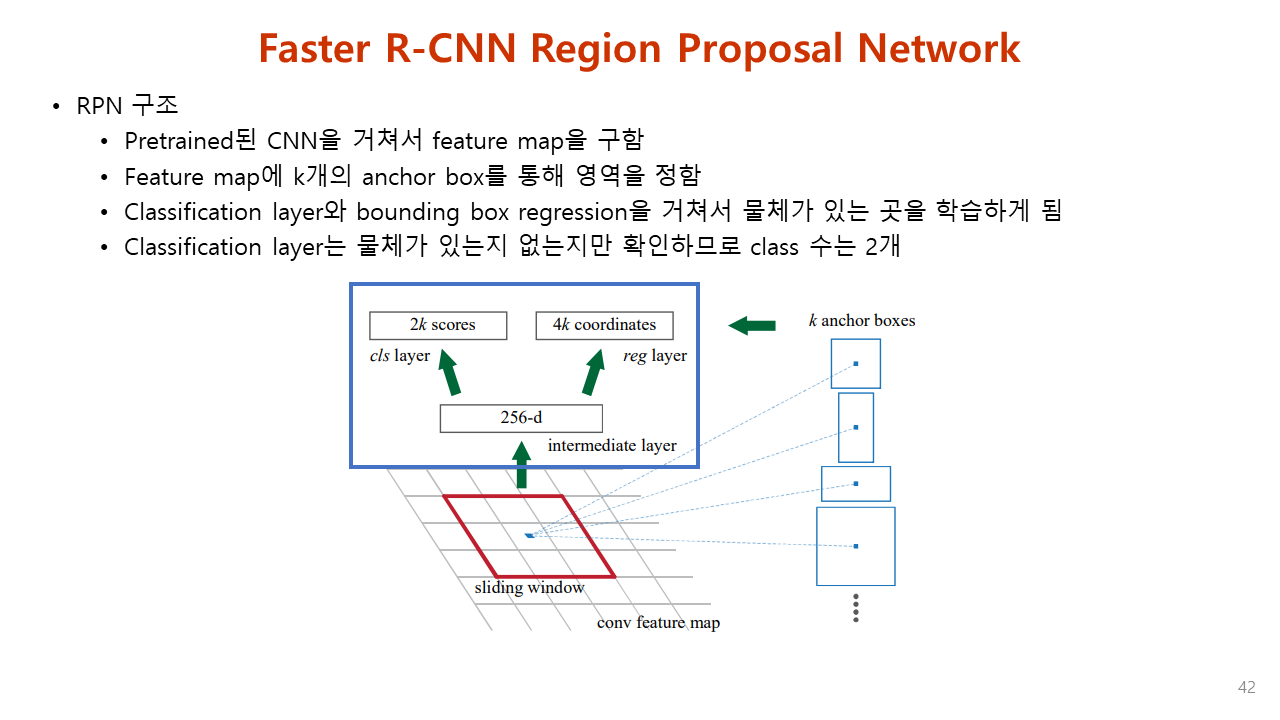 Faster R-CNN Region Proposal Network
• RPN 구조
• Pretrained된 CNN을 거쳐서 feature map을 구함
• Feature map에 k개의 anchor box를 통해 영역을 정함
• Classification layer와 bounding box regression을 거쳐서 물체가 있는 곳을 학습하게 됨
• Classification layer는 물체가 있는지 없는지만 확인하므로 class 수는 2개
2k scores
4k coordinates
k anchor boxes
cls layer
reg layer
256-d
intermediate layer
sliding window
conv feature map
42